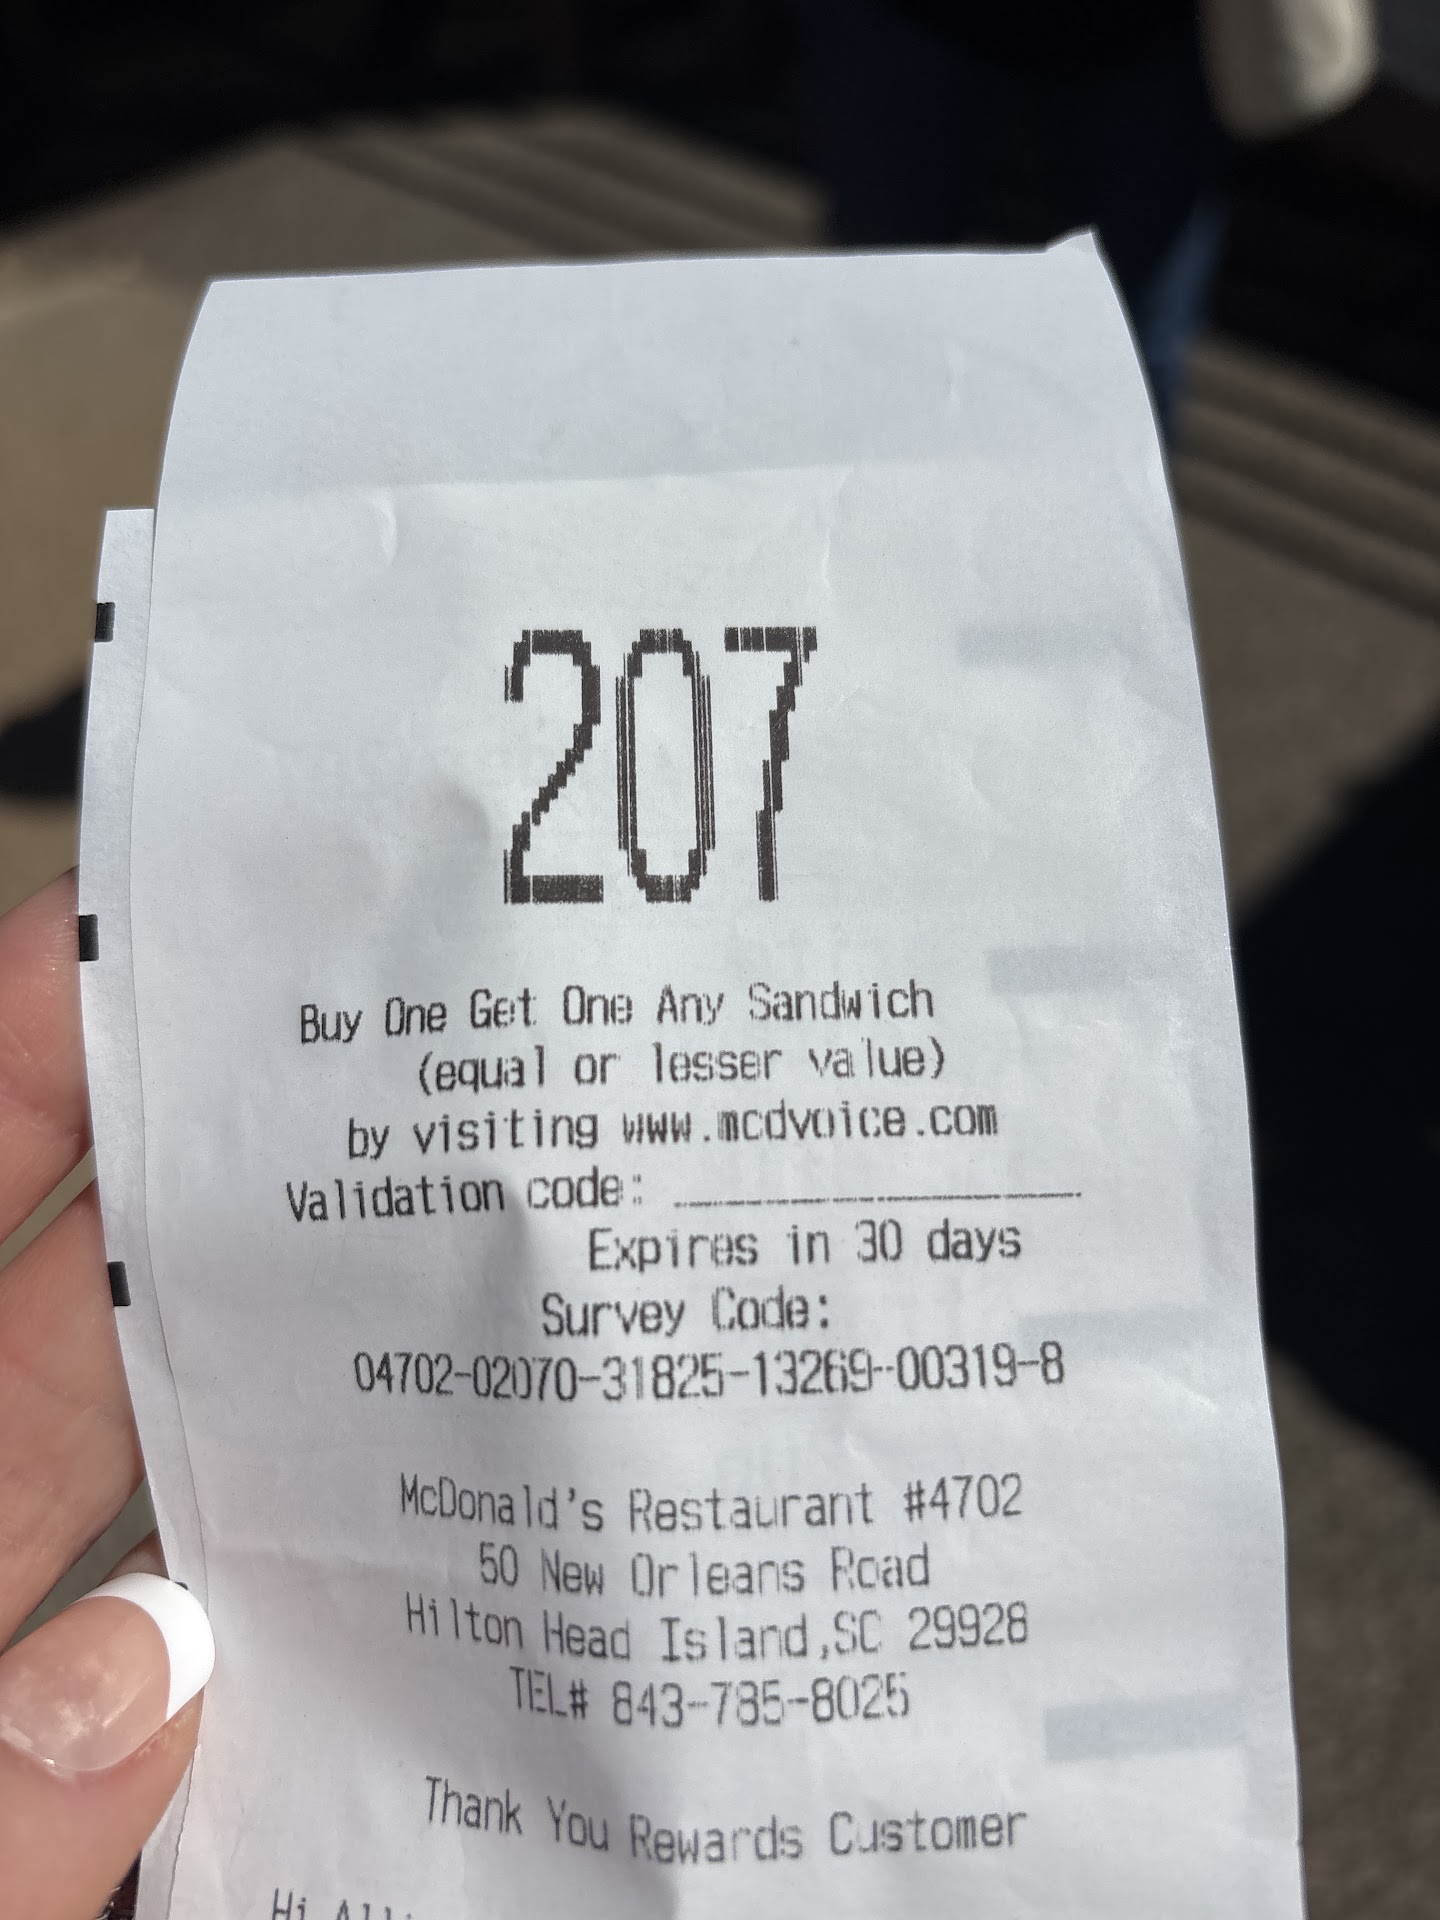 207
Buy One Get One Any Sandwich
(equal or lesser value)
by visiting www.mcdvoice.com
Validation code:
Expires in 30 days
Survey Code:
04702-02070-31825-13269-00319-8
McDonald's Restaurant #4702
50 New Orleans Road
Hilton Head Island,SC 29928
TEL# 843-785-8025
Thank You Rewards Customer
Hi